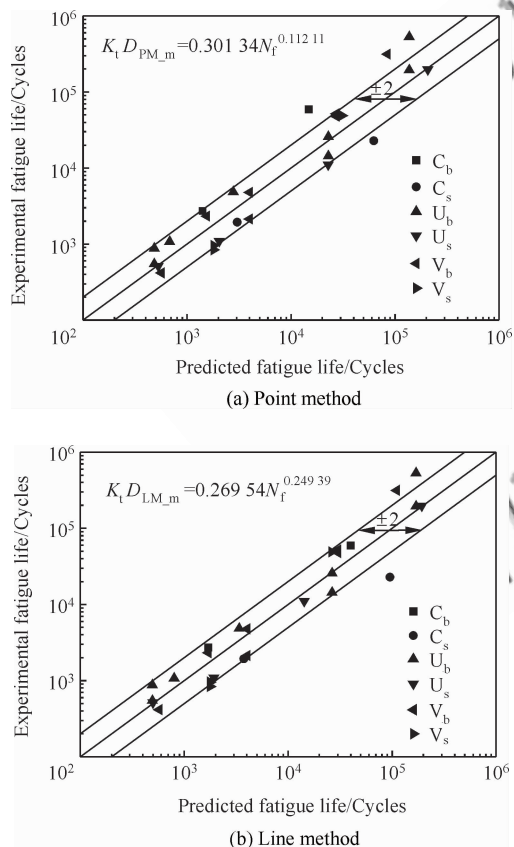 K_t D_PM_m=0.301 34N_f^0.112 11
±2
C_b
C_s
U_b
U_s
V_b
V_s
10^6
10^5
10^4
10^3
10^2
10^3
10^4
10^5
10^6
Experimental fatigue life/Cycles
Predicted fatigue life/Cycles
(a) Point method
K_t D_LM_m=0.269 54N_f^0.249 39
±2
C_b
C_s
U_b
U_s
V_b
V_s
10^6
10^5
10^4
10^3
10^2
10^3
10^4
10^5
10^6
Experimental fatigue life/Cycles
Predicted fatigue life/Cycles
(b) Line method